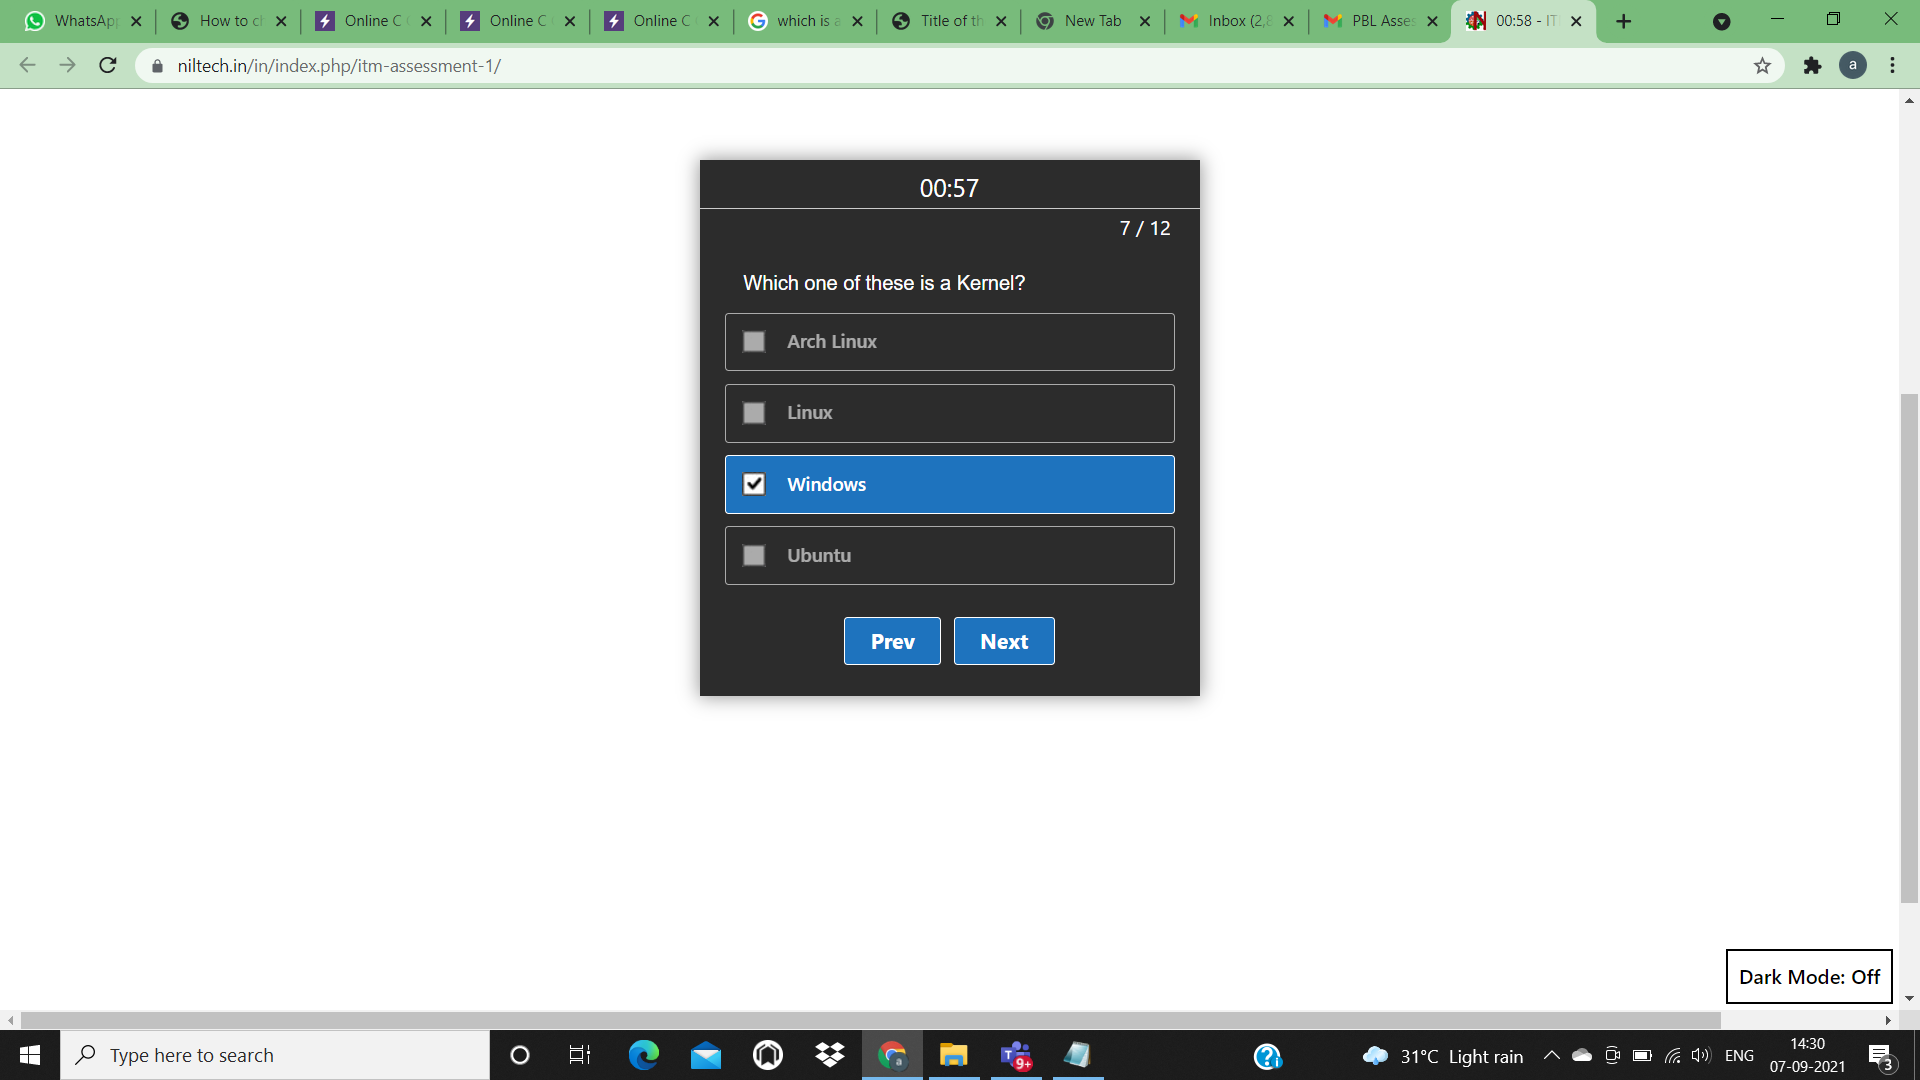 WhatsApp
How to ch
Online C
Online C
Online C
which is a
Title of th
New Tab
Inbox (2,8
PBL Asses
00:58 - IT
niltech.in/in/index.php/itm-assessment-1/
a
00:57
7 / 12
Which one of these is a Kernel?
Arch Linux
Linux
Windows
Ubuntu
Prev
Next
Dark Mode: Off
Type here to search
a
T
9+
31°C Light rain
ENG
14:30
07-09-2021
3